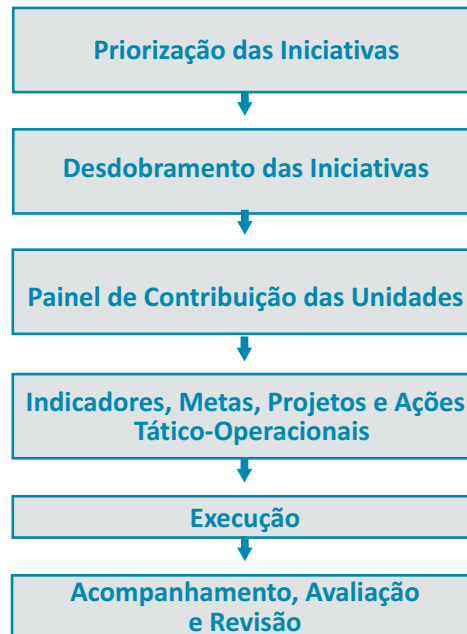 Priorização das Iniciativas
Desdobramento das Iniciativas
Painel de Contribuição das Unidades
Indicadores, Metas, Projetos e Ações
Tático-Operacionais
Execução
Acompanhamento, Avaliação
e Revisão